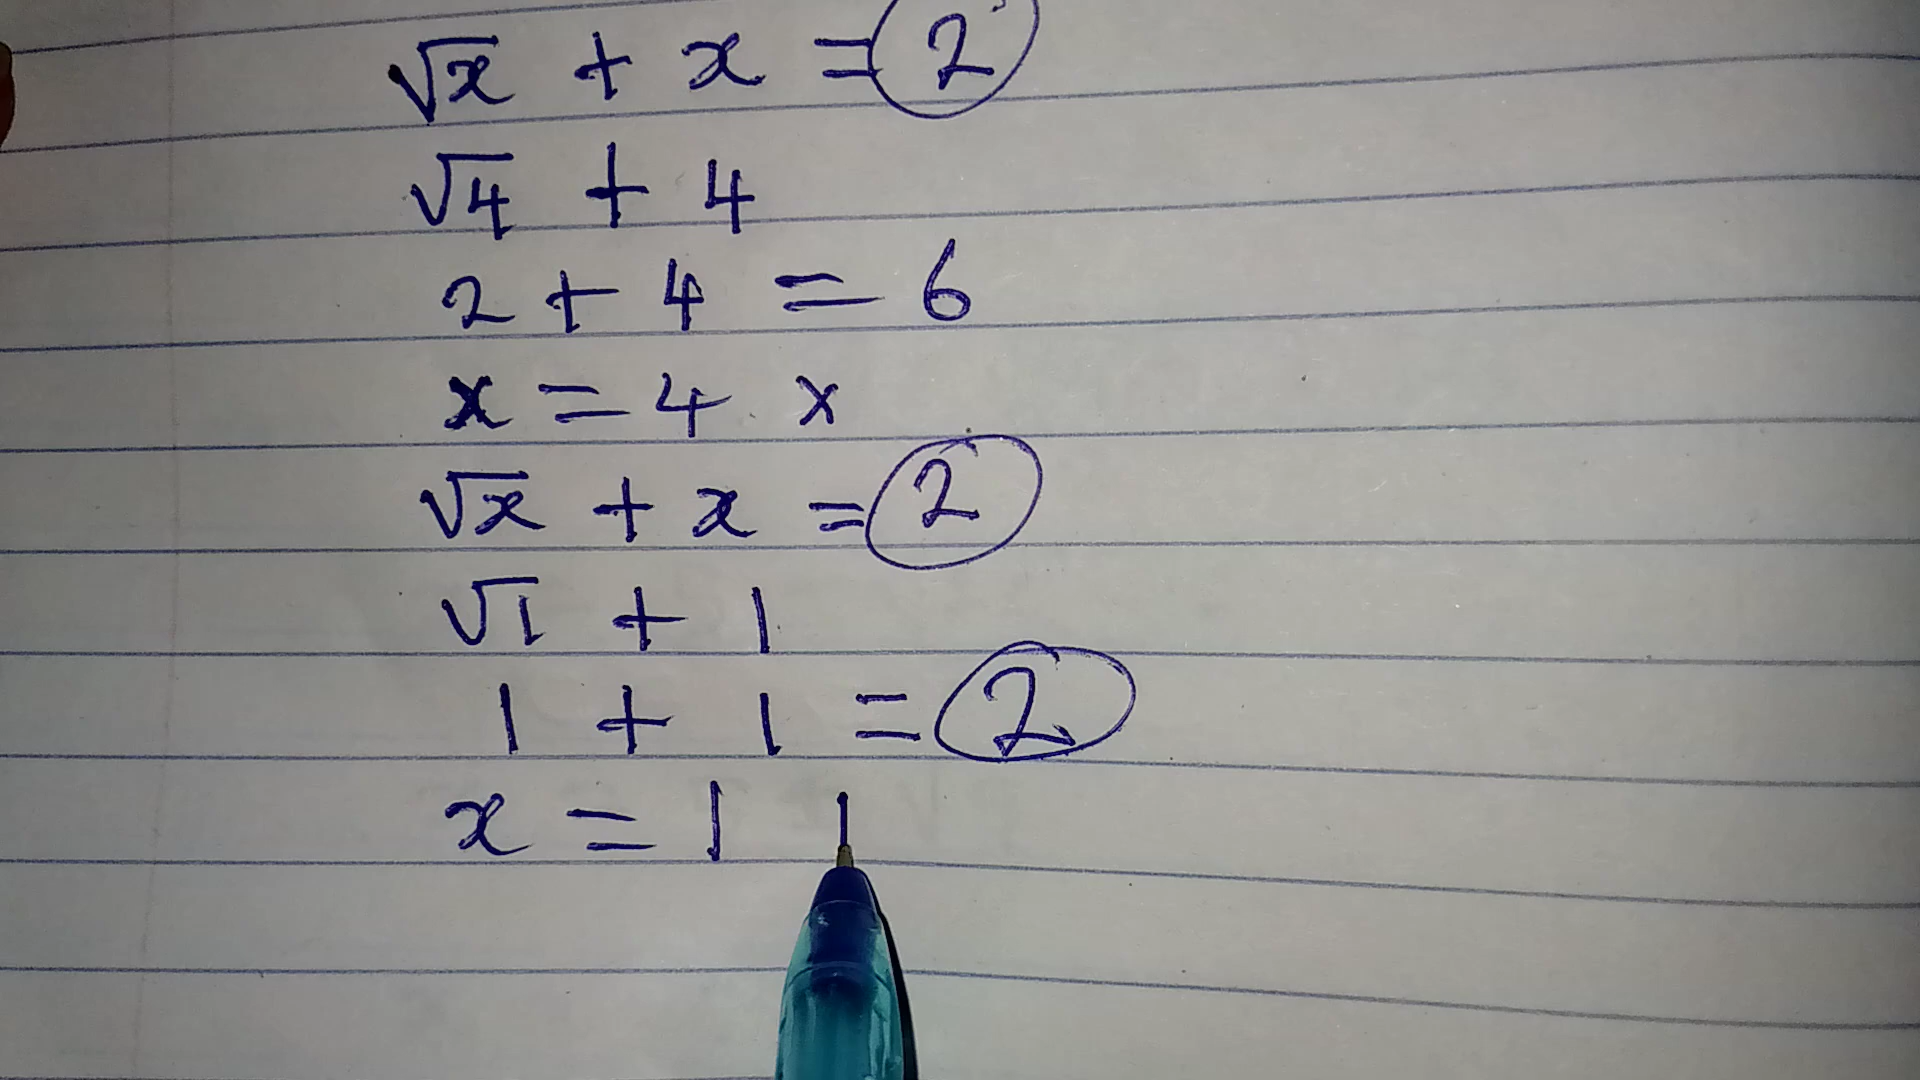 √x + x = 2
√4 + 4
2 + 4 = 6
x = 4 ×
√x + x = 2
√1 + 1
1 + 1 = 2
x = 1